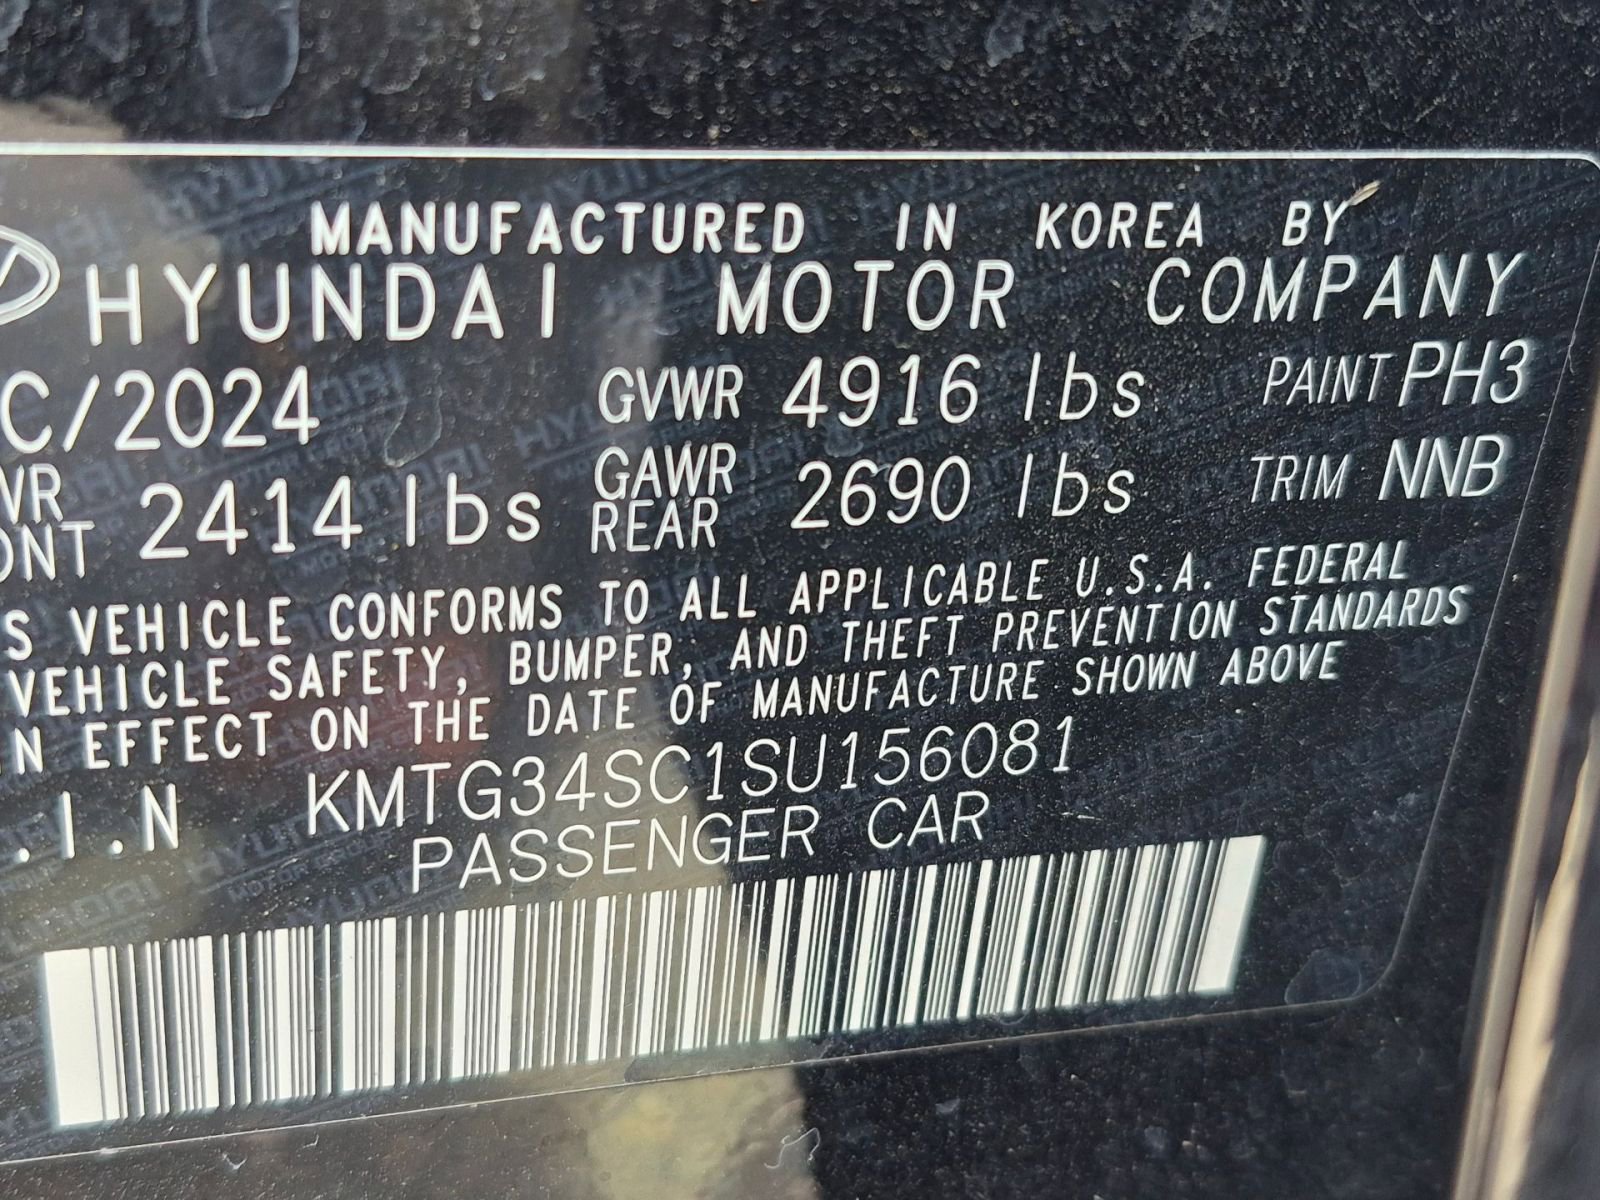 MANUFACTURED IN KOREA BY
HYUNDAI MOTOR COMPANY
C/2024 GVWR 4916 lbs PAINT PH3
WR ONT 2414 lbs GAWR REAR 2690 lbs TRIM NNB
S VEHICLE CONFORMS TO ALL APPLICABLE U.S.A. FEDERAL
VEHICLE SAFETY, BUMPER, AND THEFT PREVENTION STANDARDS
N EFFECT ON THE DATE OF MANUFACTURE SHOWN ABOVE
.I.N KMTG34SC1SU156081
PASSENGER CAR